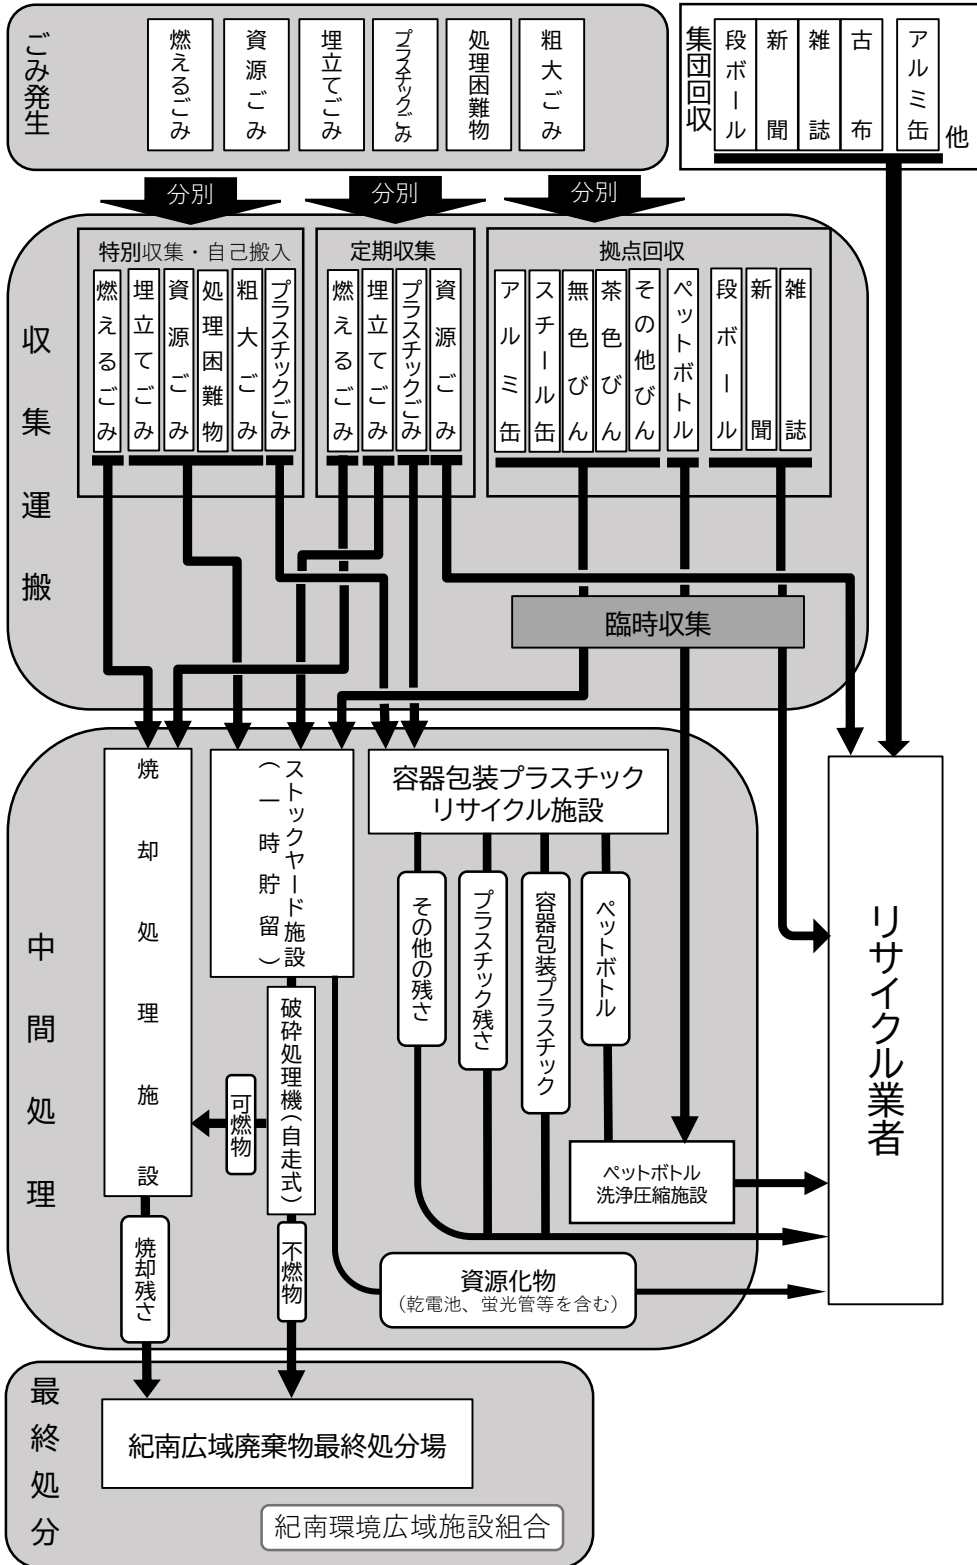 ごみ発生
燃えるごみ
資源ごみ
埋立てごみ
プラスチックごみ
処理困難物
粗大ごみ
集団回収
段ボール
新聞
雑誌
古布
アルミ缶
他
分別
分別
分別
収集運搬
特別収集・自己搬入
燃えるごみ
埋立てごみ
資源ごみ
処理困難物
粗大ごみ
プラスチックごみ
定期収集
燃えるごみ
埋立てごみ
プラスチックごみ
資源ごみ
拠点回収
アルミ缶
スチール缶
無色びん
茶色びん
その他びん
ペットボトル
段ボール
新聞
雑誌
臨時収集
中間処理
焼却処理施設
ストックヤード施設
（一時貯留）
容器包装プラスチック
リサイクル施設
その他の残さ
プラスチック残さ
容器包装プラスチック
ペットボトル
リサイクル業者
破砕処理機（自走式）
可燃物
ペットボトル
洗浄圧縮施設
焼却残さ
不燃物
資源化物
（乾電池、蛍光管等を含む）
最終処分
紀南広域廃棄物最終処分場
紀南環境広域施設組合